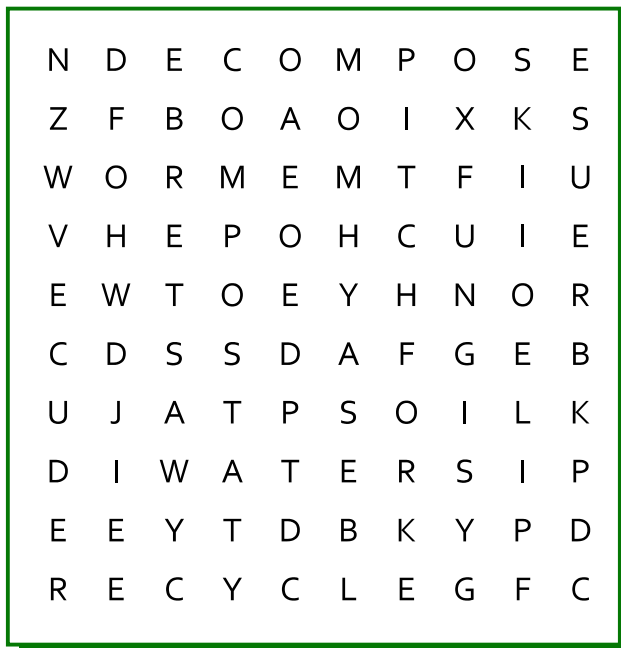 N D E C O M P O S E
Z F B O A O I X K S
W O R M E M T F I U
V H E P O H C U I E
E W T O E Y H N O R
C D S S D A F G E B
U J A T P S O I L K
D I W A T E R S I P
E E Y T D B K Y P D
R E C Y C L E G F C